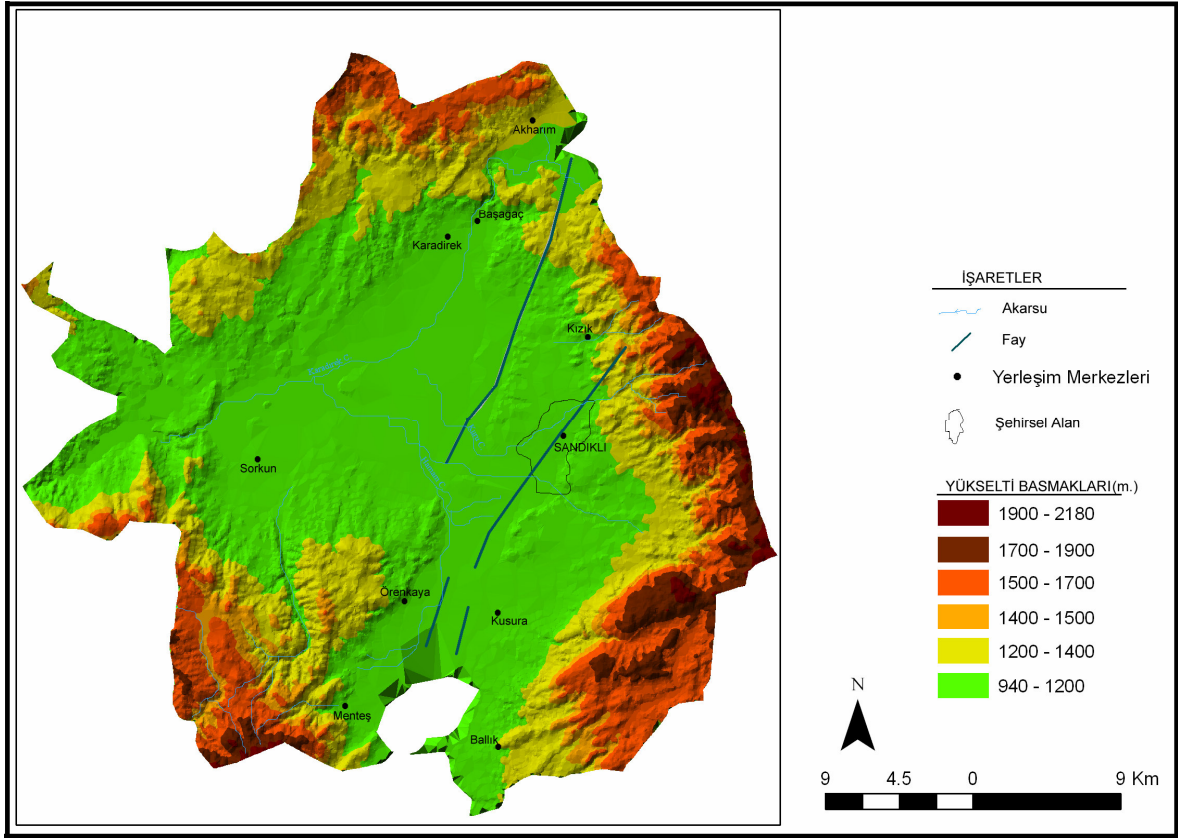 Akharım
Başağaç
Karadirek
Kızık
SANDIKLI
Sorkun
Örenkaya
Kusura
Menteş
Ballık
İŞARETLER
Akarsu
Fay
Yerleşim Merkezleri
Şehirsel Alan
YÜKSELTİ BASMAKLARI(m.)
1900 - 2180
1700 - 1900
1500 - 1700
1400 - 1500
1200 - 1400
940 - 1200
N
9 4.5 0 9 Km